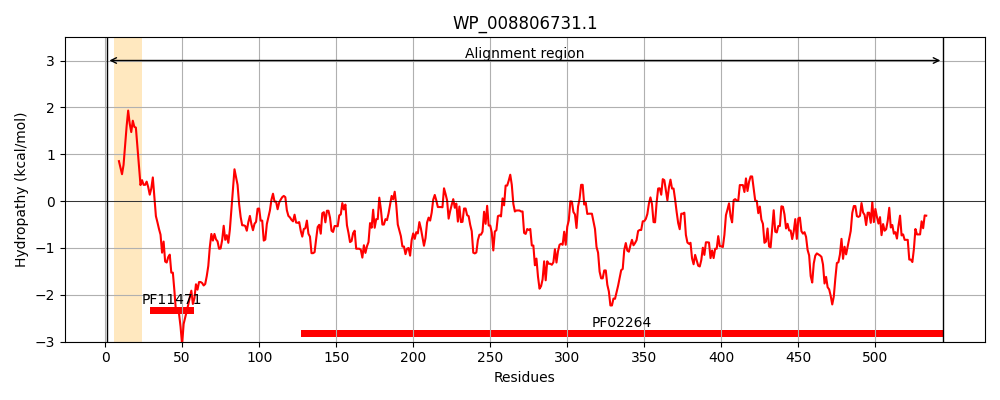 WP_008806731.1
Alignment region
3
2
1
0
−1
−2
−3
Hydropathy (kcal/mol)
PF11471
PF02264
0 50 100 150 200 250 300 350 400 450 500
Residues